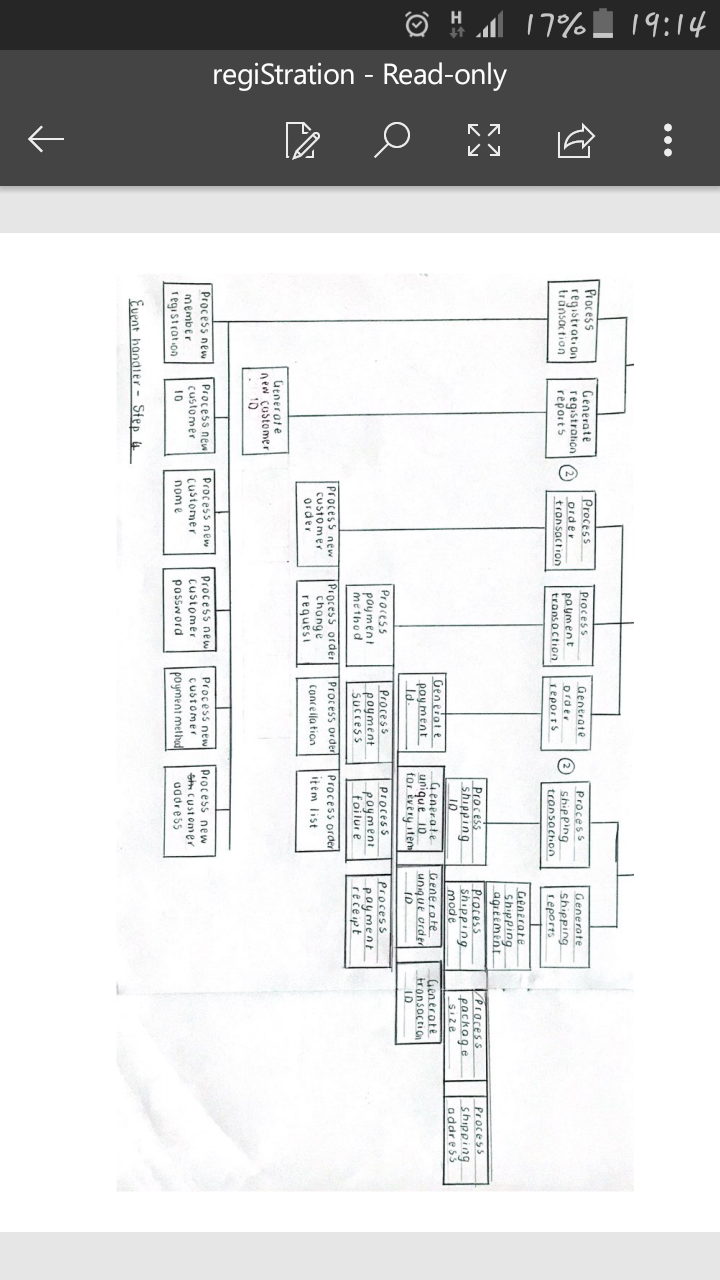 17% 19:14
regiStration - Read-only
Process
registration
transaction
Generate
registration
reports
2
Process
order
transaction
Process
payment
transaction
Generate
order
reports
2
Process
shipping
transaction
Generate
shipping
reports
Generate
shipping
agreement
Process
shipping
ID
Process
shipping
mode
Process
package
size
Process
shipping
address
Generate
payment
Id.
Generate
unique ID
for every item
Generate
unique order
ID
Generate
transaction
ID
Process
payment
method
Process
payment
success
Process
payment
failure
Process
payment
receipt
Process new
customer
order
Process order
change
request
Process order
cancellation
Process order
item list
Generate
new customer
ID
Process new
member
registration
Process new
customer
ID
Process new
customer
name
Process new
customer
password
Process new
customer
payment method
Process new
customer
address
Event handler - Step 4